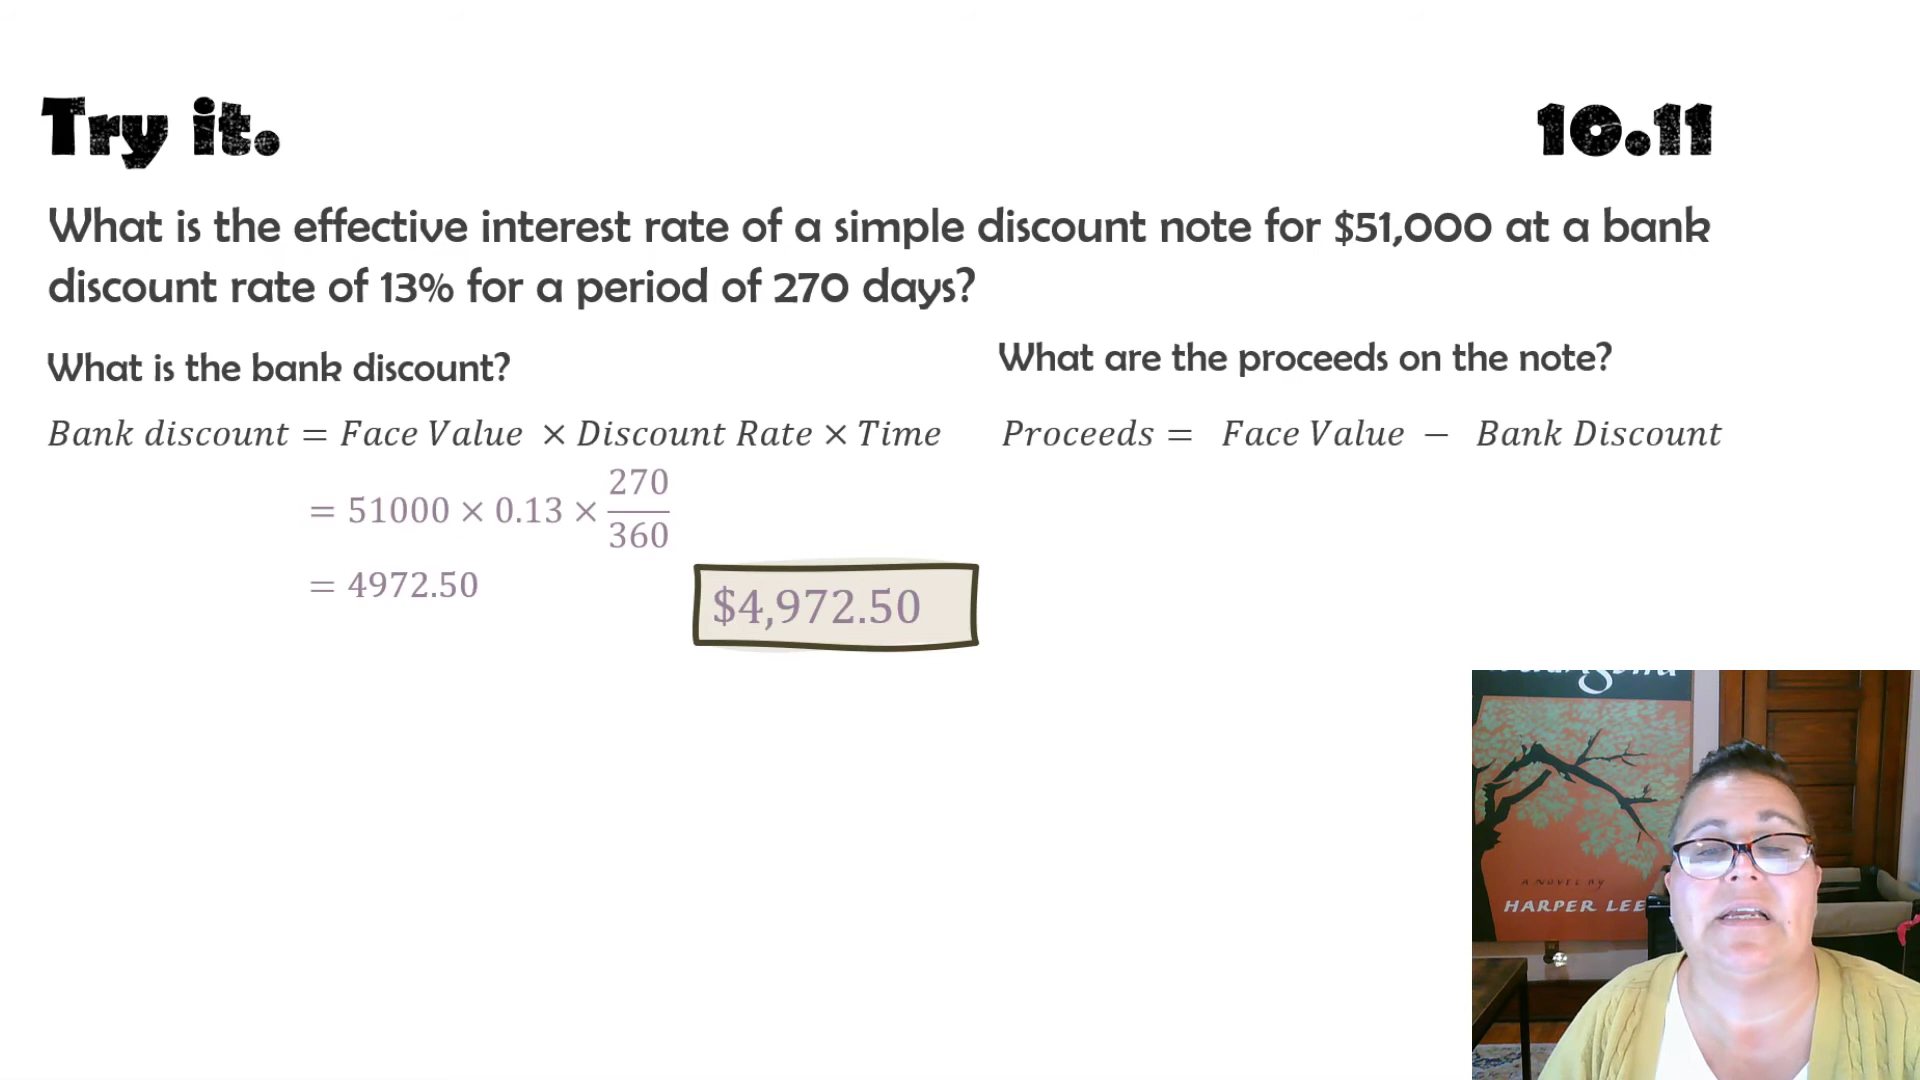 Try it.
10.11
What is the effective interest rate of a simple discount note for $51,000 at a bank
discount rate of 13% for a period of 270 days?
What is the bank discount?
Bank discount = Face Value × Discount Rate × Time
= 51000 × 0.13 × 270/360
= 4972.50
$4,972.50
What are the proceeds on the note?
Proceeds = Face Value − Bank Discount
A NOVEL BY
HARPER LEE